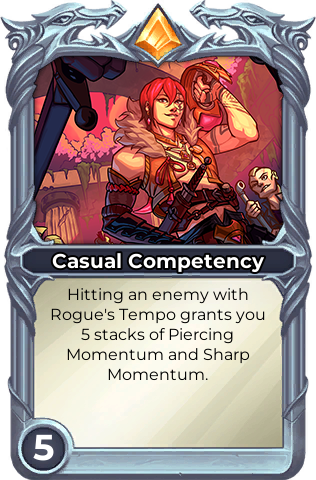 Casual Competency
Hitting an enemy with
Rogue's Tempo grants you
5 stacks of Piercing
Momentum and Sharp
Momentum.
5